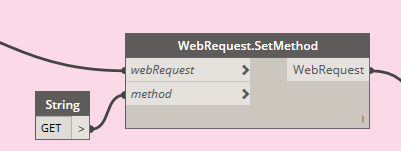 WebRequest.SetMethod
webRequest > WebRequest
method >
String
GET >